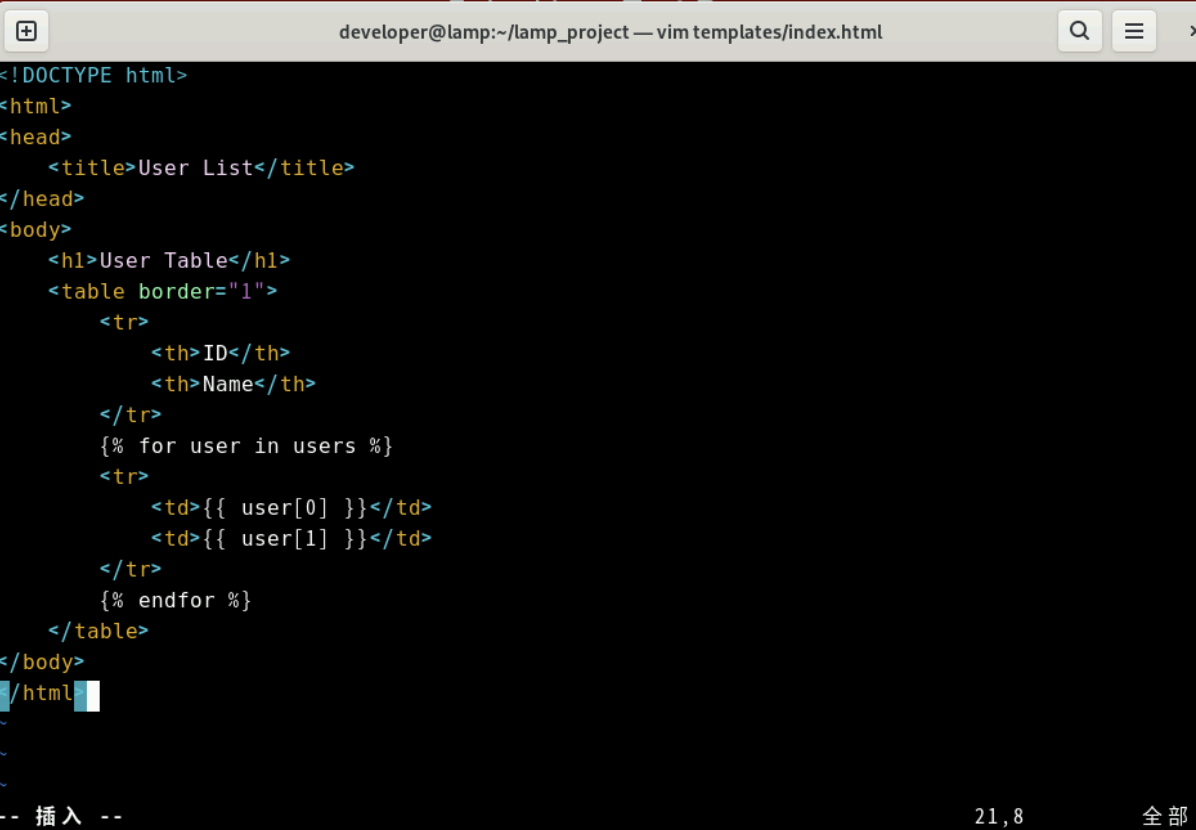 developer@lamp:~/lamp_project — vim templates/index.html
<!DOCTYPE html>
<html>
<head>
    <title>User List</title>
</head>
<body>
    <h1>User Table</h1>
    <table border="1">
        <tr>
            <th>ID</th>
            <th>Name</th>
        </tr>
        {% for user in users %}
        <tr>
            <td>{{ user[0] }}</td>
            <td>{{ user[1] }}</td>
        </tr>
        {% endfor %}
    </table>
</body>
</html>
~
~
~
-- 插入 -- 21,8 全部